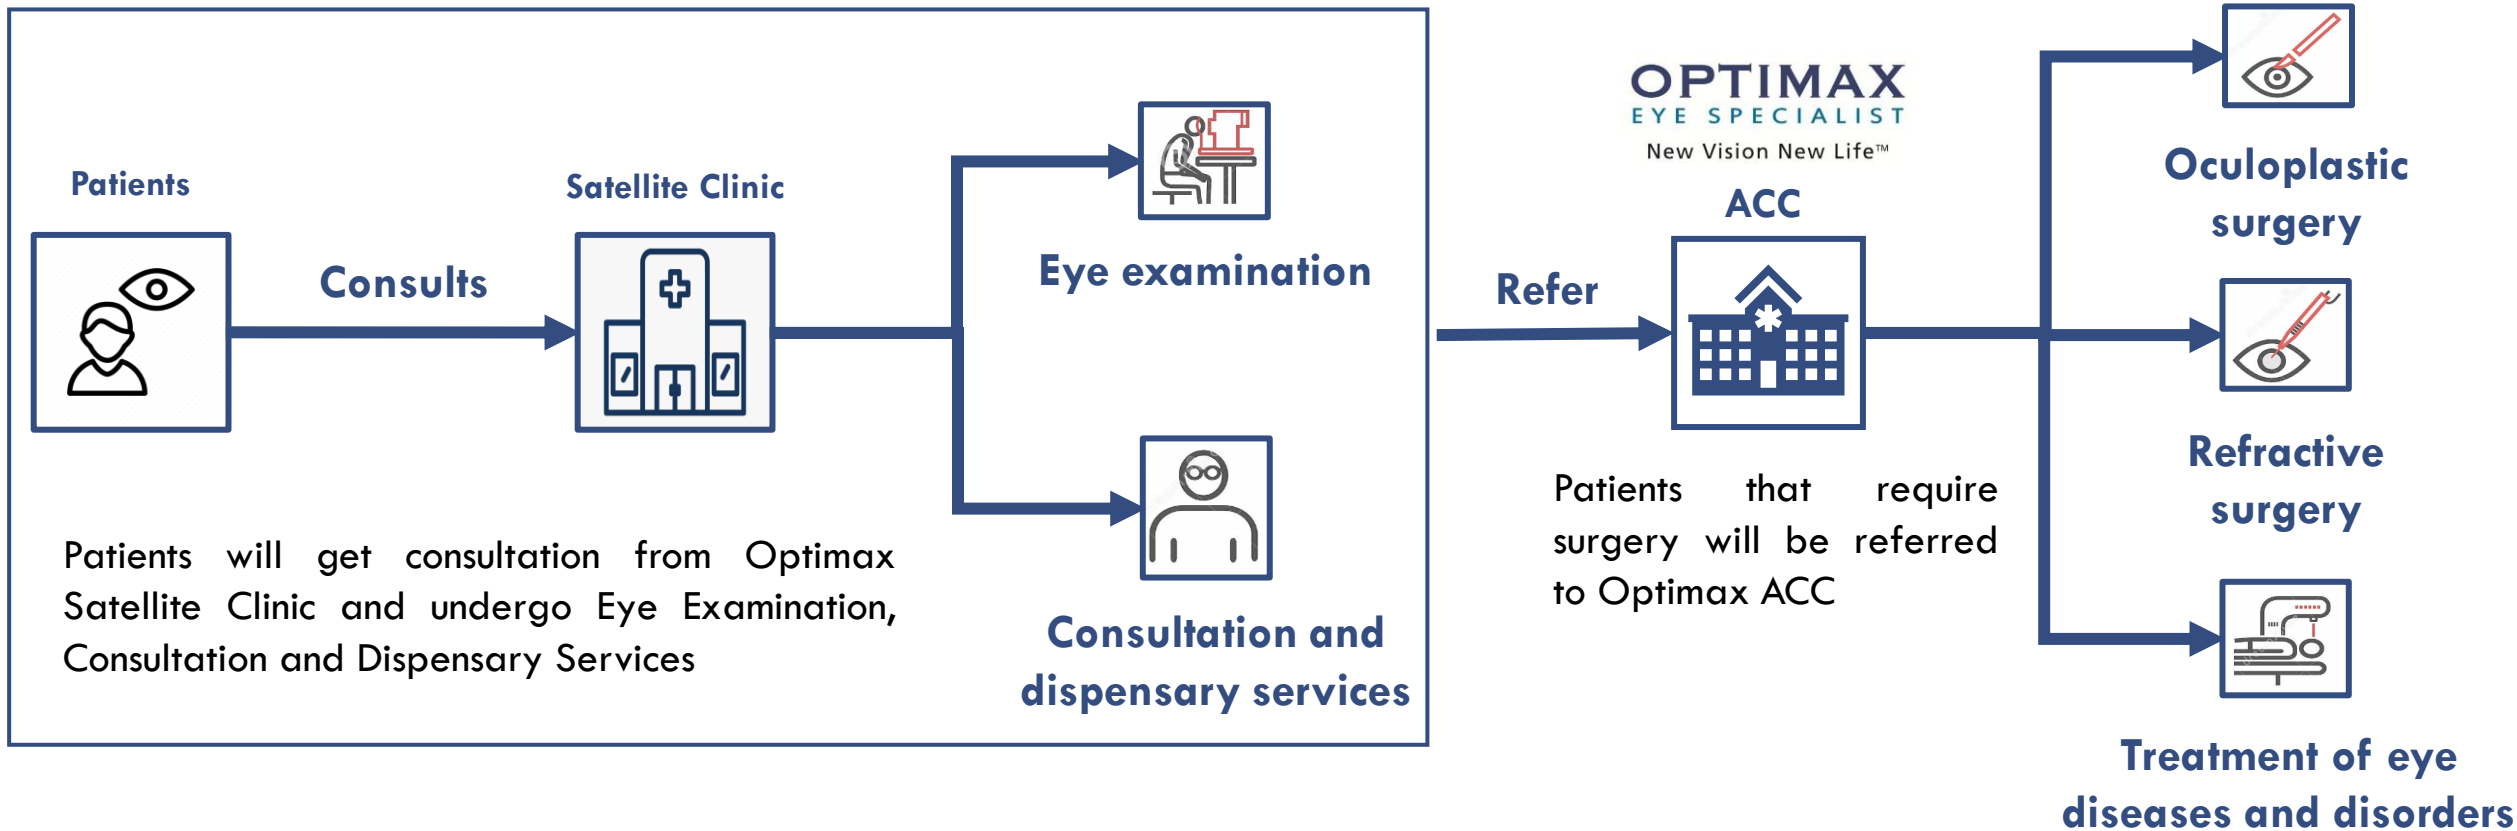 Patients
Consults
Satellite Clinic
Eye examination
Consultation and
dispensary services
Patients will get consultation from Optimax
Satellite Clinic and undergo Eye Examination,
Consultation and Dispensary Services
Refer
OPTIMAX
EYE SPECIALIST
New Vision New Life™
ACC
Patients that require
surgery will be referred
to Optimax ACC
Oculoplastic
surgery
Refractive
surgery
Treatment of eye
diseases and disorders